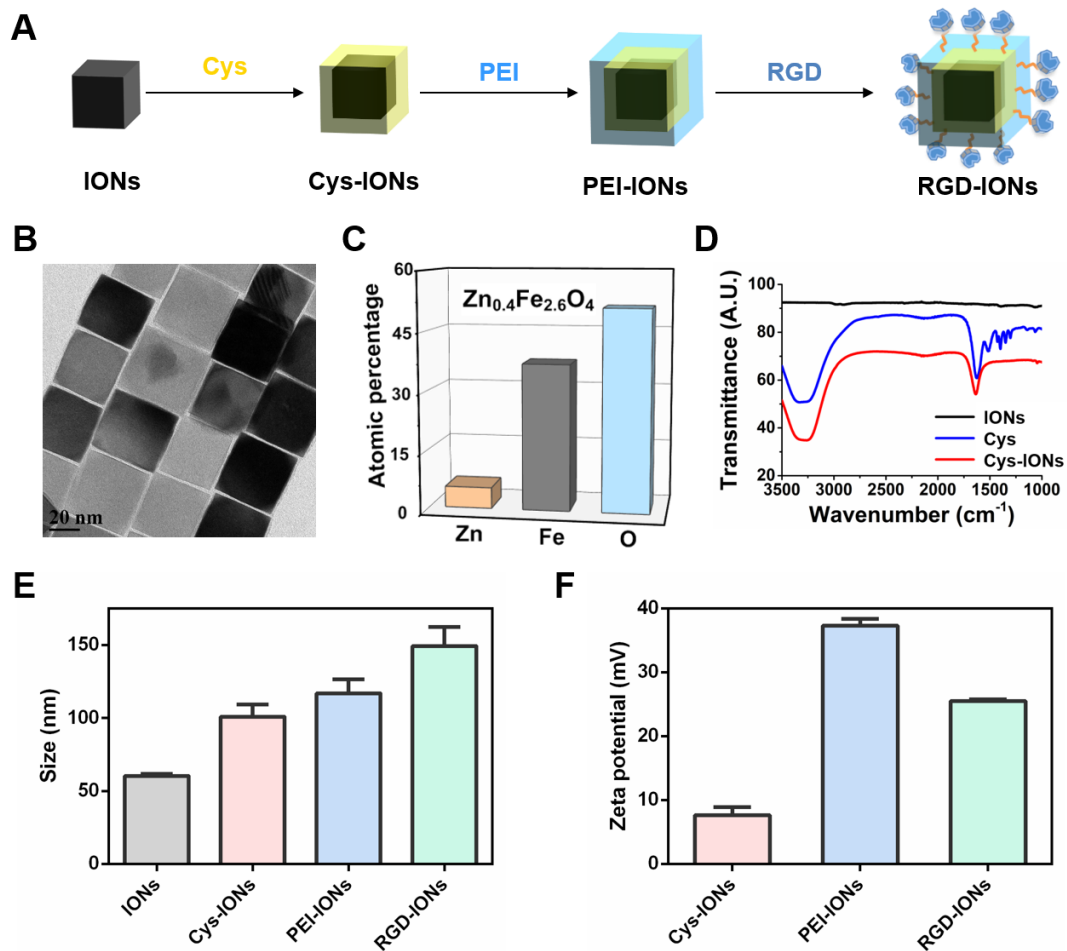 A
Cys
PEI
RGD
IONs
Cys-IONs
PEI-IONs
RGD-IONs
B
20 nm
C
Atomic percentage
60
45
30
15
0
Zn₀.₄Fe₂.₆O₄
Zn
Fe
O
D
Transmittance (A.U.)
100
80
60
40
20
IONs
Cys
Cys-IONs
3500 3000 2500 2000 1500 1000
Wavenumber (cm⁻¹)
E
Size (nm)
150
100
50
0
IONs
Cys-IONs
PEI-IONs
RGD-IONs
F
Zeta potential (mV)
40
30
20
10
0
Cys-IONs
PEI-IONs
RGD-IONs